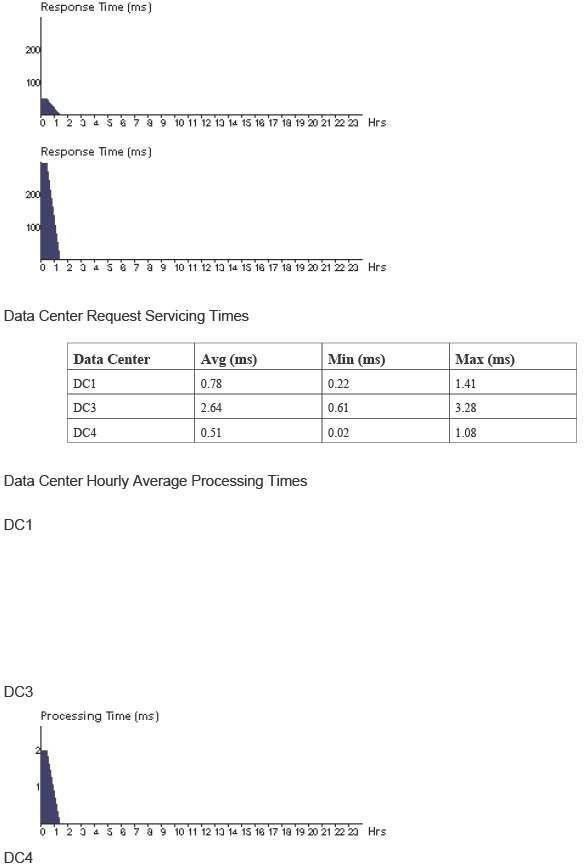 Response Time (ms)
200
100
0 1 2 3 4 5 6 7 8 9 10 11 12 13 14 15 16 17 18 19 20 21 22 23 Hrs
Response Time (ms)
200
100
0 1 2 3 4 5 6 7 8 9 10 11 12 13 14 15 16 17 18 19 20 21 22 23 Hrs
Data Center Request Servicing Times
Data Center Avg (ms) Min (ms) Max (ms)
DC1 0.78 0.22 1.41
DC3 2.64 0.61 3.28
DC4 0.51 0.02 1.08
Data Center Hourly Average Processing Times
DC1
DC3
Processing Time (ms)
2
1
0 1 2 3 4 5 6 7 8 9 10 11 12 13 14 15 16 17 18 19 20 21 22 23 Hrs
DC4